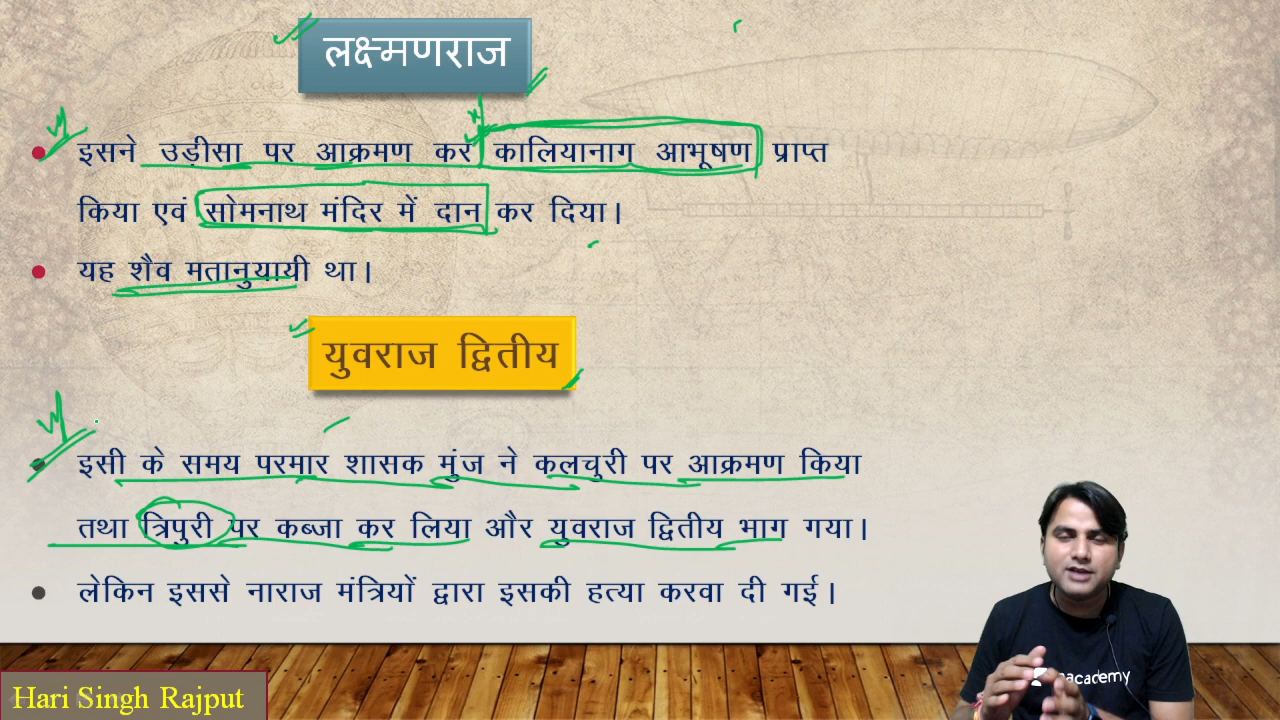 लक्ष्मणराज
इसने उड़ीसा पर आक्रमण कर कालियानाग आभूषण प्राप्त
किया एवं सोमनाथ मंदिर में दान कर दिया।
यह शैव मतानुयायी था।
युवराज द्वितीय
इसी के समय परमार शासक मुंज ने कलचुरी पर आक्रमण किया
तथा त्रिपुरी पर कब्जा कर लिया और युवराज द्वितीय भाग गया।
लेकिन इससे नाराज मंत्रियों द्वारा इसकी हत्या करवा दी गई।
Hari Singh Rajput